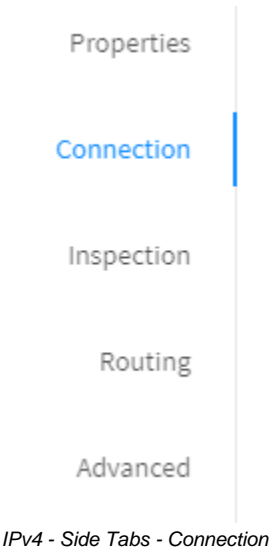 Properties
Connection
Inspection
Routing
Advanced
IPv4 - Side Tabs - Connection